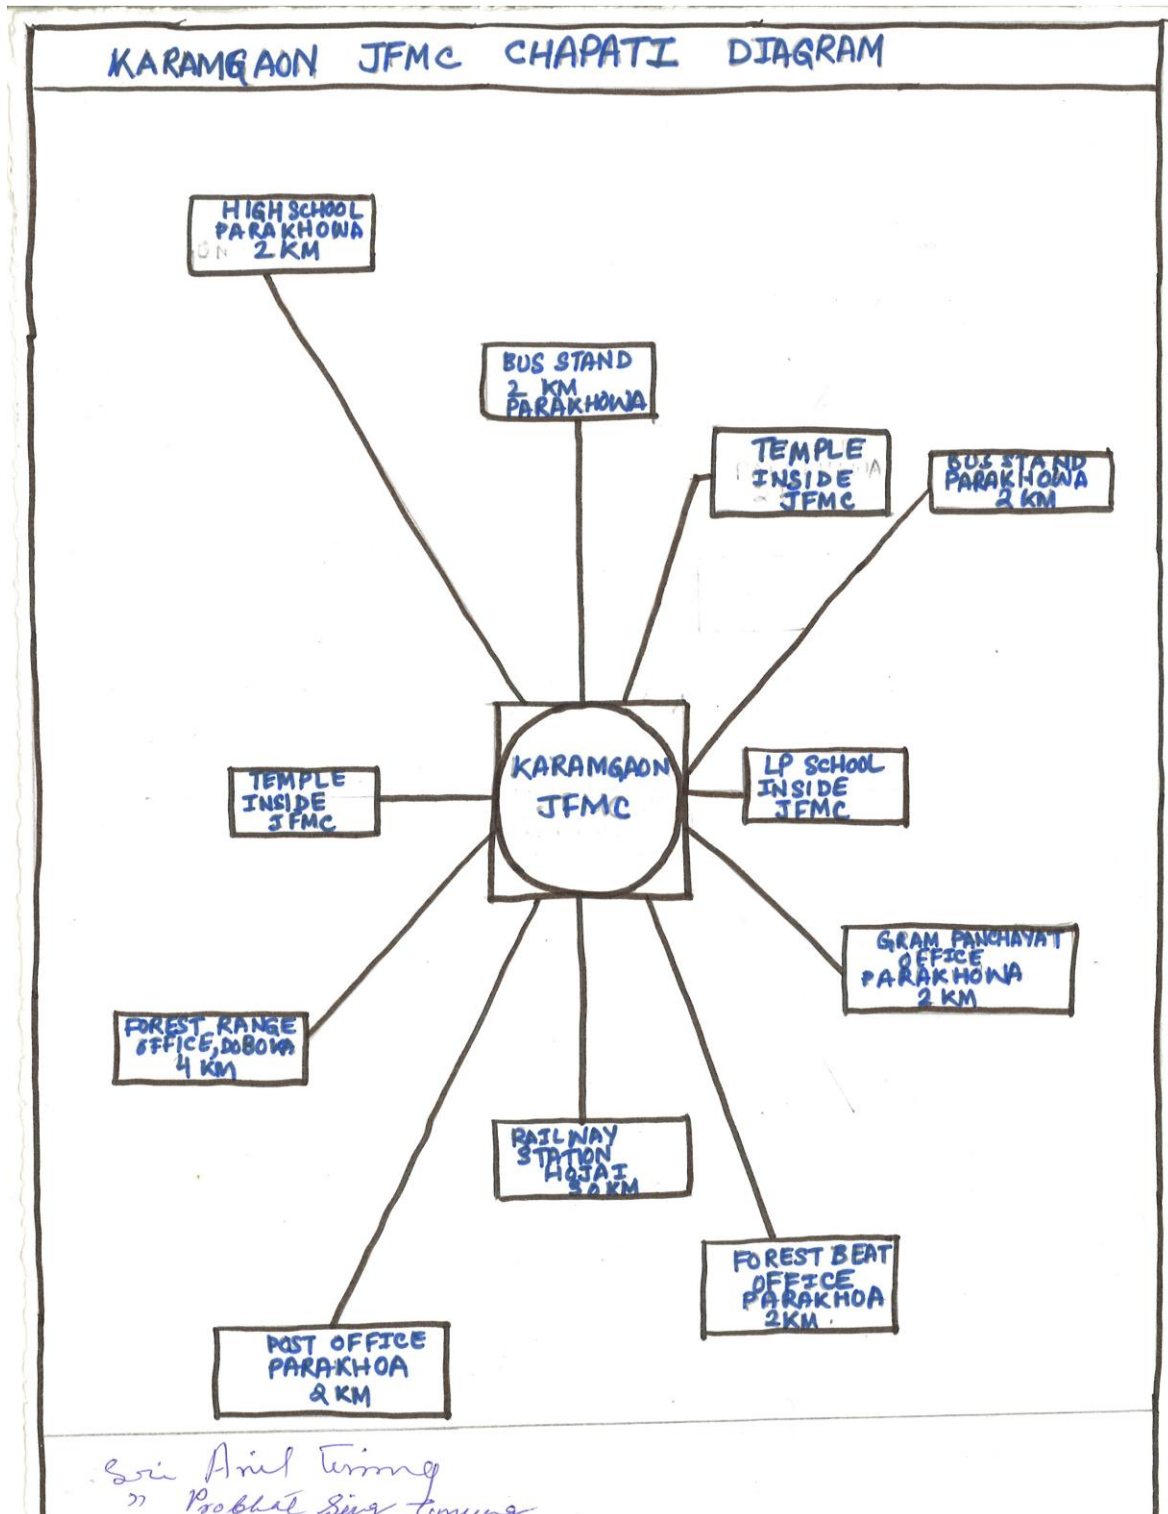 KARAMGAON JFMC CHAPATI DIAGRAM
HIGH SCHOOL
PARAKHOWA
2 KM
BUS STAND
2 KM
PARAKHOWA
TEMPLE
INSIDE
JFMC
BUS STAND
PARAKHOWA
2 KM
KARAMGAON
JFMC
TEMPLE
INSIDE
JFMC
LP SCHOOL
INSIDE
JFMC
GRAM PANCHAYAT
OFFICE
PARAKHOWA
2 KM
FOREST RANGE
OFFICE, DOBOKA
4 KM
RAILWAY
STATION
HOJAI
30 KM
FOREST BEAT
OFFICE
PARAKHOA
2KM.
POST OFFICE
PARAKHOA
2 KM
Sri Anil
" Probhat Sing